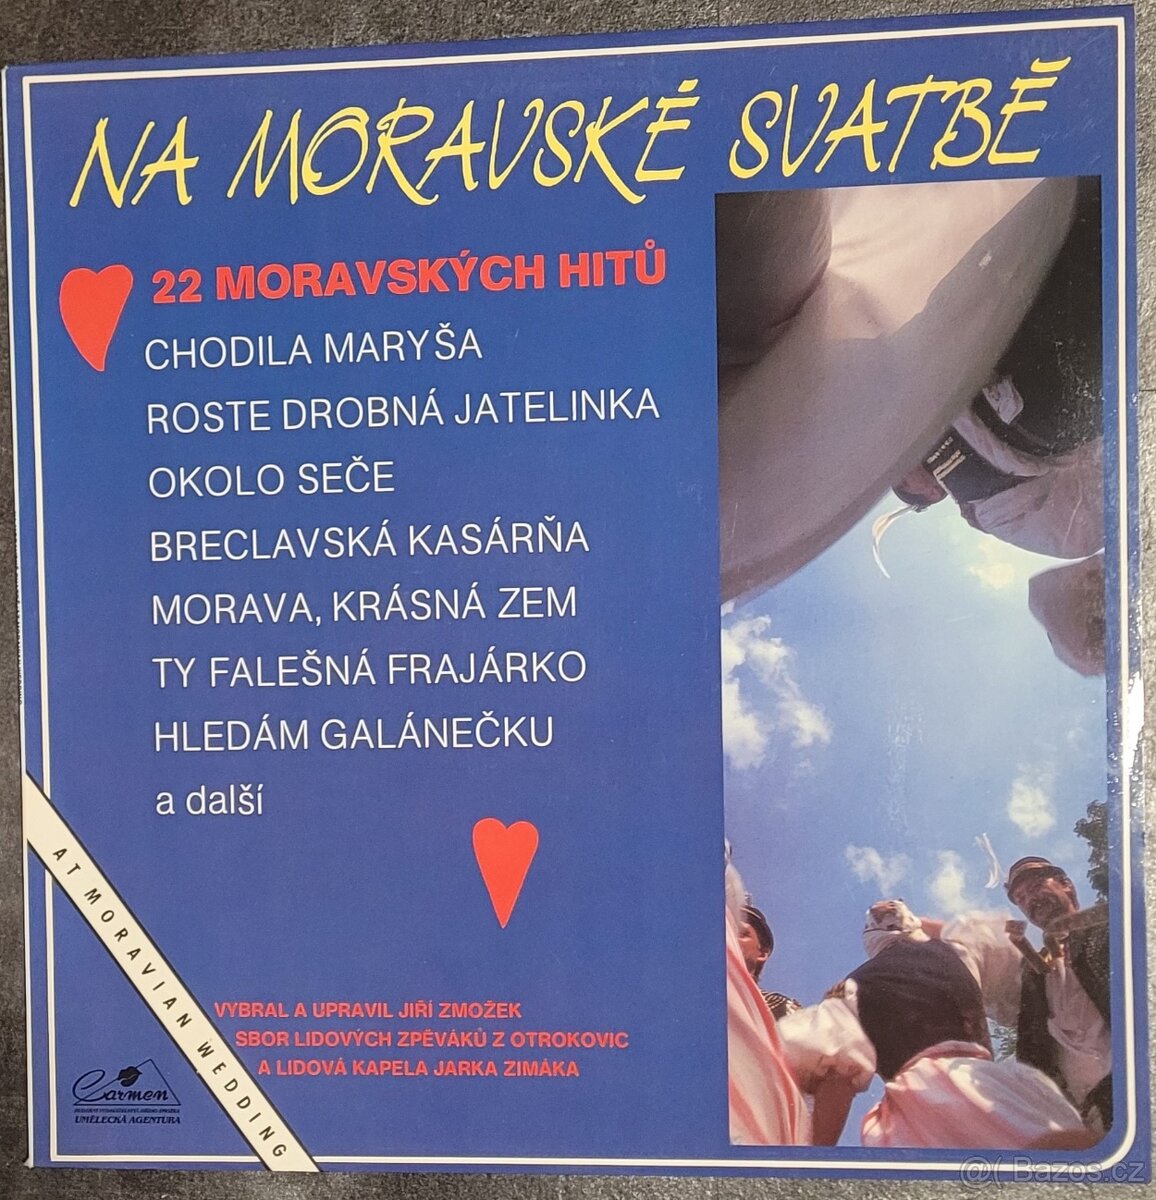 NA MORAVSKÉ SVATBĚ
22 MORAVSKÝCH HITŮ
CHODILA MARYŠA
ROSTE DROBNÁ JATELINKA
OKOLO SEČE
BRECLAVSKÁ KASÁRŇA
MORAVA, KRÁSNÁ ZEM
TY FALEŠNÁ FRAJÁRKO
HLEDÁM GALÁNEČKU
a další
AT MORAVIAN WEDDING
VYBRAL A UPRAVIL JIŘÍ ZMOŽEK
SBOR LIDOVÝCH ZPĚVÁKŮ Z OTROKOVIC
A LIDOVÁ KAPELA JARKA ZIMÁKA
Carmen
UMĚLECKÁ AGENTURA
@( Bazos.cz